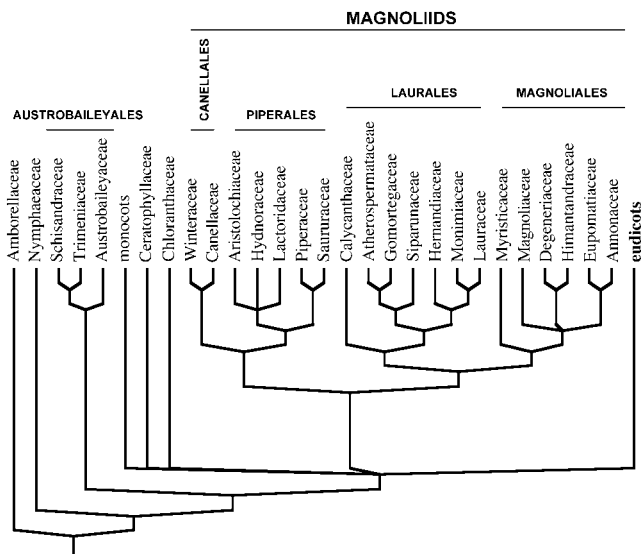 MAGNOLIIDS
CANELLALES
LAURALES
MAGNOLIALES
AUSTROBAILEYALES
PIPERALES
Amborellaceae
Nymphaeaceae
Schisandraceae
Trimeniaceae
Austrobaileyaceae
monocots
Ceratophyllaceae
Chloranthaceae
Winteraceae
Canellaceae
Aristolochiaceae
Hydnoraceae
Lactoridaceae
Piperaceae
Saururaceae
Calycanthaceae
Atherospermataceae
Gomortegaceae
Siparunaceae
Hernandiaceae
Monimiaceae
Lauraceae
Myristicaceae
Magnoliaceae
Degeneriaceae
Himantandraceae
Eupomatiaceae
Annonaceae
eudicots